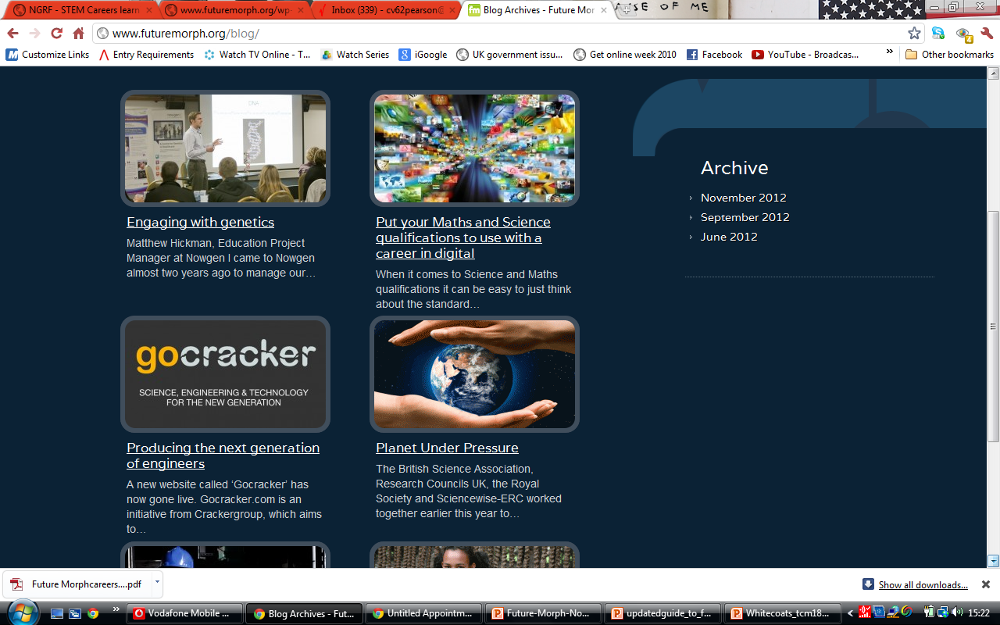 NGRF - STEM Careers learn
www.futuremorph.org/wp-
Inbox (339) - cv62pearson@
Blog Archives - Future Mor
OF ME
www.futuremorph.org/blog/
Customize Links
Entry Requirements
Watch TV Online - T...
Watch Series
iGoogle
UK government issu...
Get online week 2010
Facebook
YouTube - Broadcas...
»
Other bookmarks
DNA
Engaging with genetics
Matthew Hickman, Education Project
Manager at Nowgen I came to Nowgen
almost two years ago to manage our…
Put your Maths and Science
qualifications to use with a
career in digital
When it comes to Science and Maths
qualifications it can be easy to just think
about the standard…
gocracker
SCIENCE, ENGINEERING & TECHNOLOGY
FOR THE NEW GENERATION
Producing the next generation
of engineers
A new website called ‘Gocracker’ has
now gone live. Gocracker.com is an
initiative from Crackergroup, which aims
to…
Planet Under Pressure
The British Science Association,
Research Councils UK, the Royal
Society and Sciencewise-ERC worked
together earlier this year to…
Archive
November 2012
September 2012
June 2012
Future Morphcareers....pdf
Show all downloads...
»
Vodafone Mobile ...
Blog Archives - Fut...
Untitled Appointm...
Future-Morph-No...
updatedguide_to_f...
Whitecoats_tcm18...
15:22